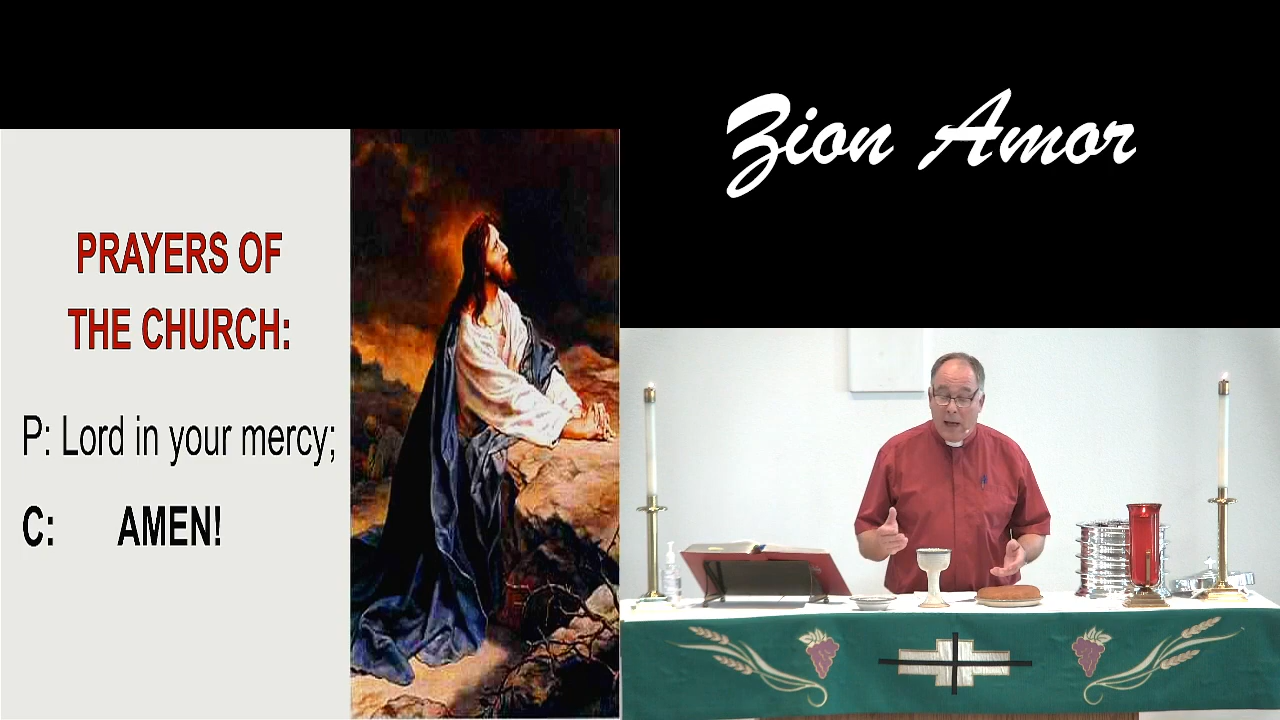 Zion Amor
PRAYERS OF
THE CHURCH:
P: Lord in your mercy;
C: AMEN!